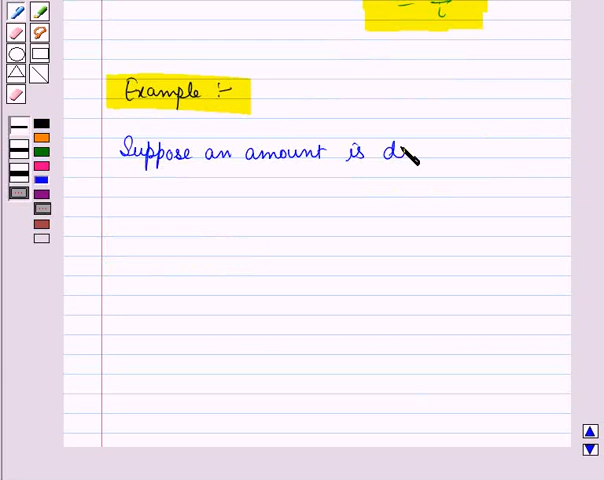 = i
Example :-
Suppose an amount is d